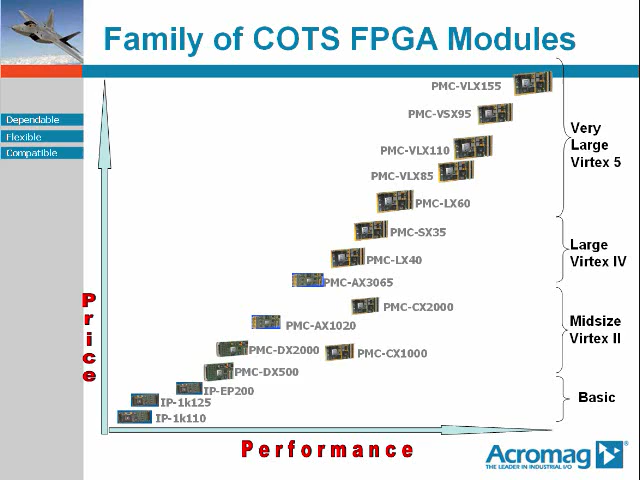 Family of COTS FPGA Modules
Dependable
Flexible
Compatible
PMC-VLX155
PMC-VSX95
PMC-VLX110
PMC-VLX85
PMC-LX60
PMC-SX35
PMC-LX40
PMC-AX3065
PMC-CX2000
PMC-AX1020
PMC-DX2000
PMC-CX1000
PMC-DX500
IP-EP200
IP-1k125
IP-1k110
Very
Large
Virtex 5
Large
Virtex IV
Midsize
Virtex II
Basic
Price
Performance
Acromag
THE LEADER IN INDUSTRIAL I/O